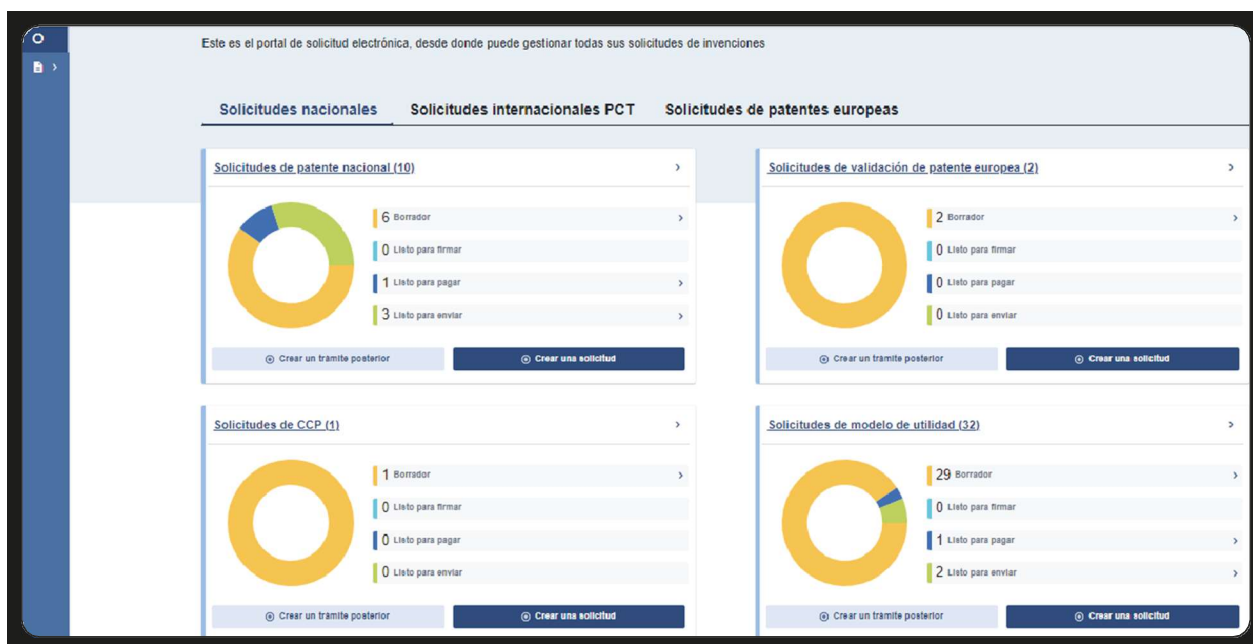 Este es el portal de solicitud electrónica, desde donde puede gestionar todas sus solicitudes de invenciones
Solicitudes nacionales
Solicitudes internacionales PCT
Solicitudes de patentes europeas
Solicitudes de patente nacional (10)
6 Borrador
0 Listo para firmar
1 Listo para pagar
3 Listo para enviar
Crear un trámite posterior
Crear una solicitud
Solicitudes de validación de patente europea (2)
2 Borrador
0 Listo para firmar
0 Listo para pagar
0 Listo para enviar
Crear un trámite posterior
Crear una solicitud
Solicitudes de CCP (1)
1 Borrador
0 Listo para firmar
0 Listo para pagar
0 Listo para enviar
Crear un trámite posterior
Crear una solicitud
Solicitudes de modelo de utilidad (32)
29 Borrador
0 Listo para firmar
1 Listo para pagar
2 Listo para enviar
Crear un trámite posterior
Crear una solicitud